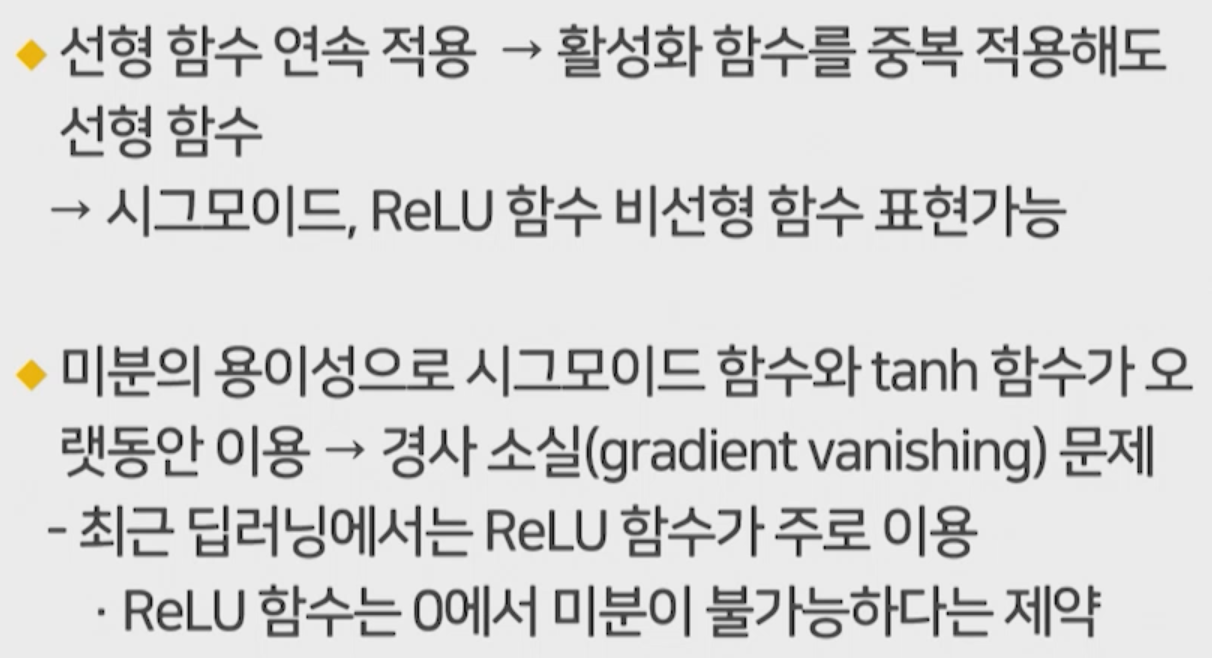 ◆ 선형 함수 연속 적용 → 활성화 함수를 중복 적용해도
선형 함수
→ 시그모이드, ReLU 함수 비선형 함수 표현가능
◆ 미분의 용이성으로 시그모이드 함수와 tanh 함수가 오
랫동안 이용 → 경사 소실(gradient vanishing) 문제
- 최근 딥러닝에서는 ReLU 함수가 주로 이용
· ReLU 함수는 0에서 미분이 불가능하다는 제약